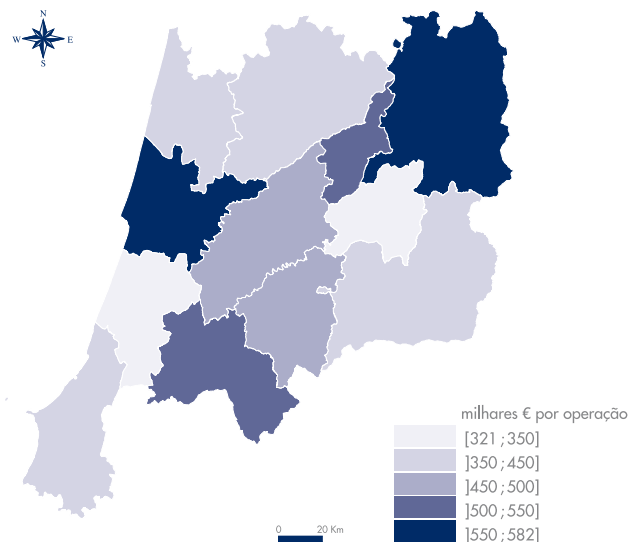 N
W E
S
milhares € por operação
[321 ; 350]
]350 ; 450]
]450 ; 500]
]500 ; 550]
]550 ; 582]
0 20 Km